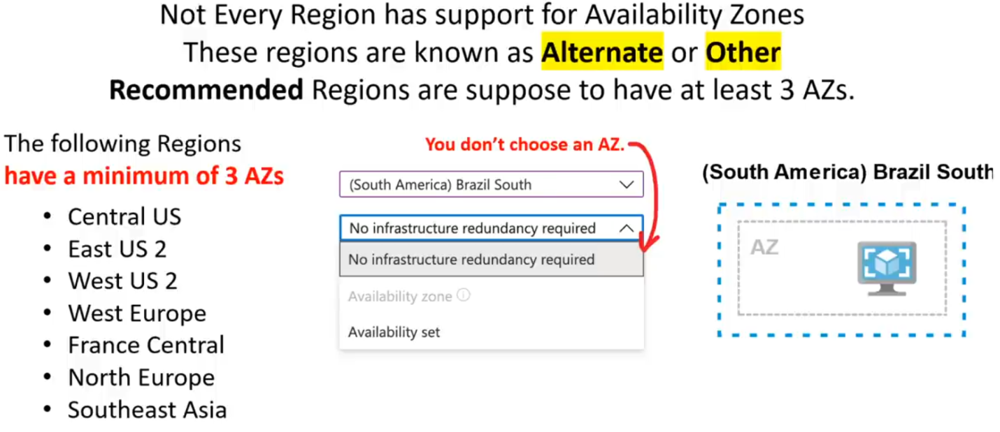 Not Every Region has support for Availability Zones
These regions are known as Alternate or Other
Recommended Regions are suppose to have at least 3 AZs.
The following Regions
have a minimum of 3 AZs
• Central US
• East US 2
• West US 2
• West Europe
• France Central
• North Europe
• Southeast Asia
You don't choose an AZ.
(South America) Brazil South
No infrastructure redundancy required
No infrastructure redundancy required
Availability zone
Availability set
(South America) Brazil South
AZ